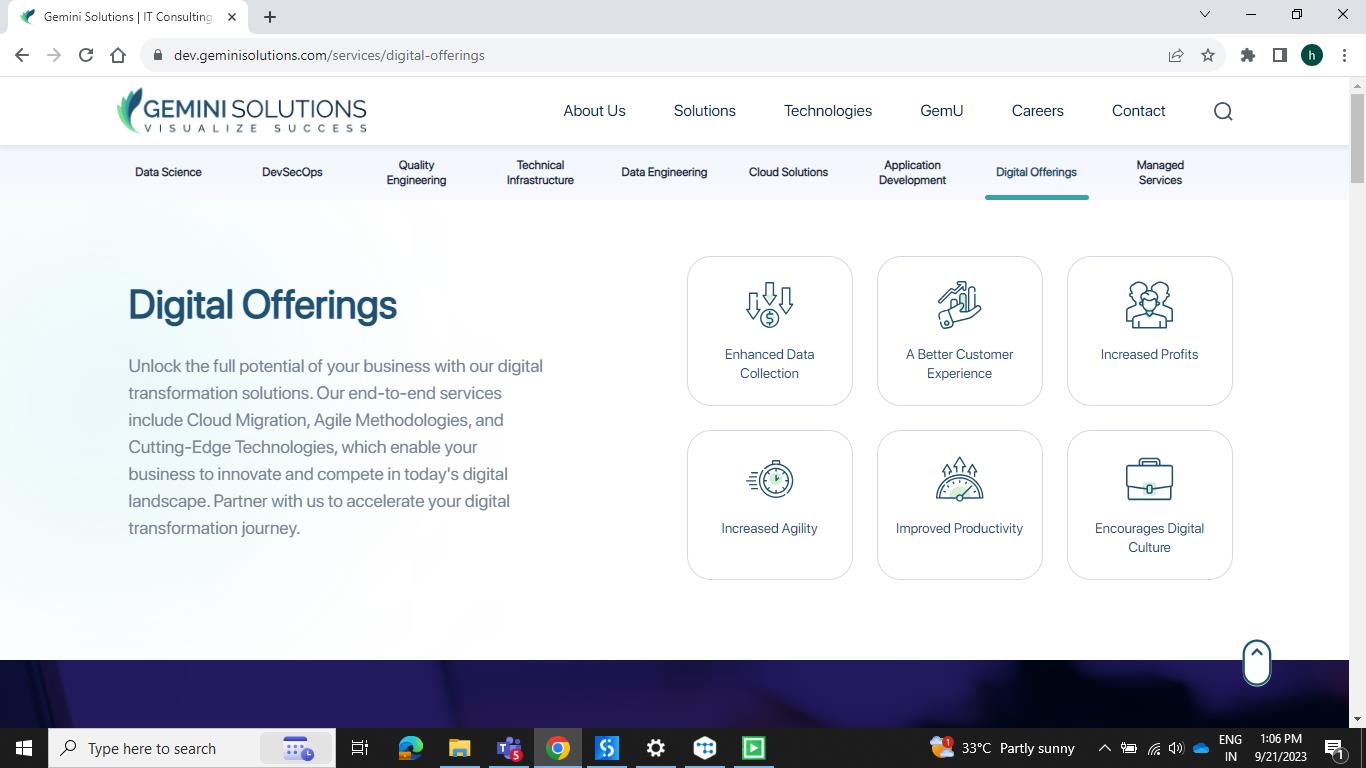 Gemini Solutions | IT Consulting
dev.geminisolutions.com/services/digital-offerings
h
GEMINI SOLUTIONS
VISUALIZE SUCCESS
About Us
Solutions
Technologies
GemU
Careers
Contact
Data Science
DevSecOps
Quality
Engineering
Technical
Infrastructure
Data Engineering
Cloud Solutions
Application
Development
Digital Offerings
Managed
Services
Digital Offerings
Unlock the full potential of your business with our digital
transformation solutions. Our end-to-end services
include Cloud Migration, Agile Methodologies, and
Cutting-Edge Technologies, which enable your
business to innovate and compete in today's digital
landscape. Partner with us to accelerate your digital
transformation journey.
$
Enhanced Data
Collection
A Better Customer
Experience
Increased Profits
Increased Agility
Improved Productivity
Encourages Digital
Culture
Type here to search
5
1
33°C Partly sunny
ENG
IN
1:06 PM
9/21/2023
1